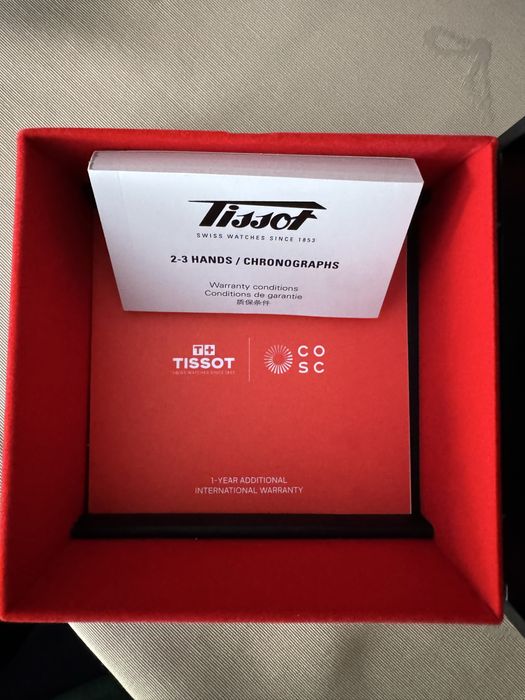 Tissot
SWISS WATCHES SINCE 1853
2-3 HANDS / CHRONOGRAPHS
Warranty conditions
Conditions de garantie
质保条件
T+
TISSOT
SWISS WATCHES SINCE 1853
CO
SC
1-YEAR ADDITIONAL
INTERNATIONAL WARRANTY